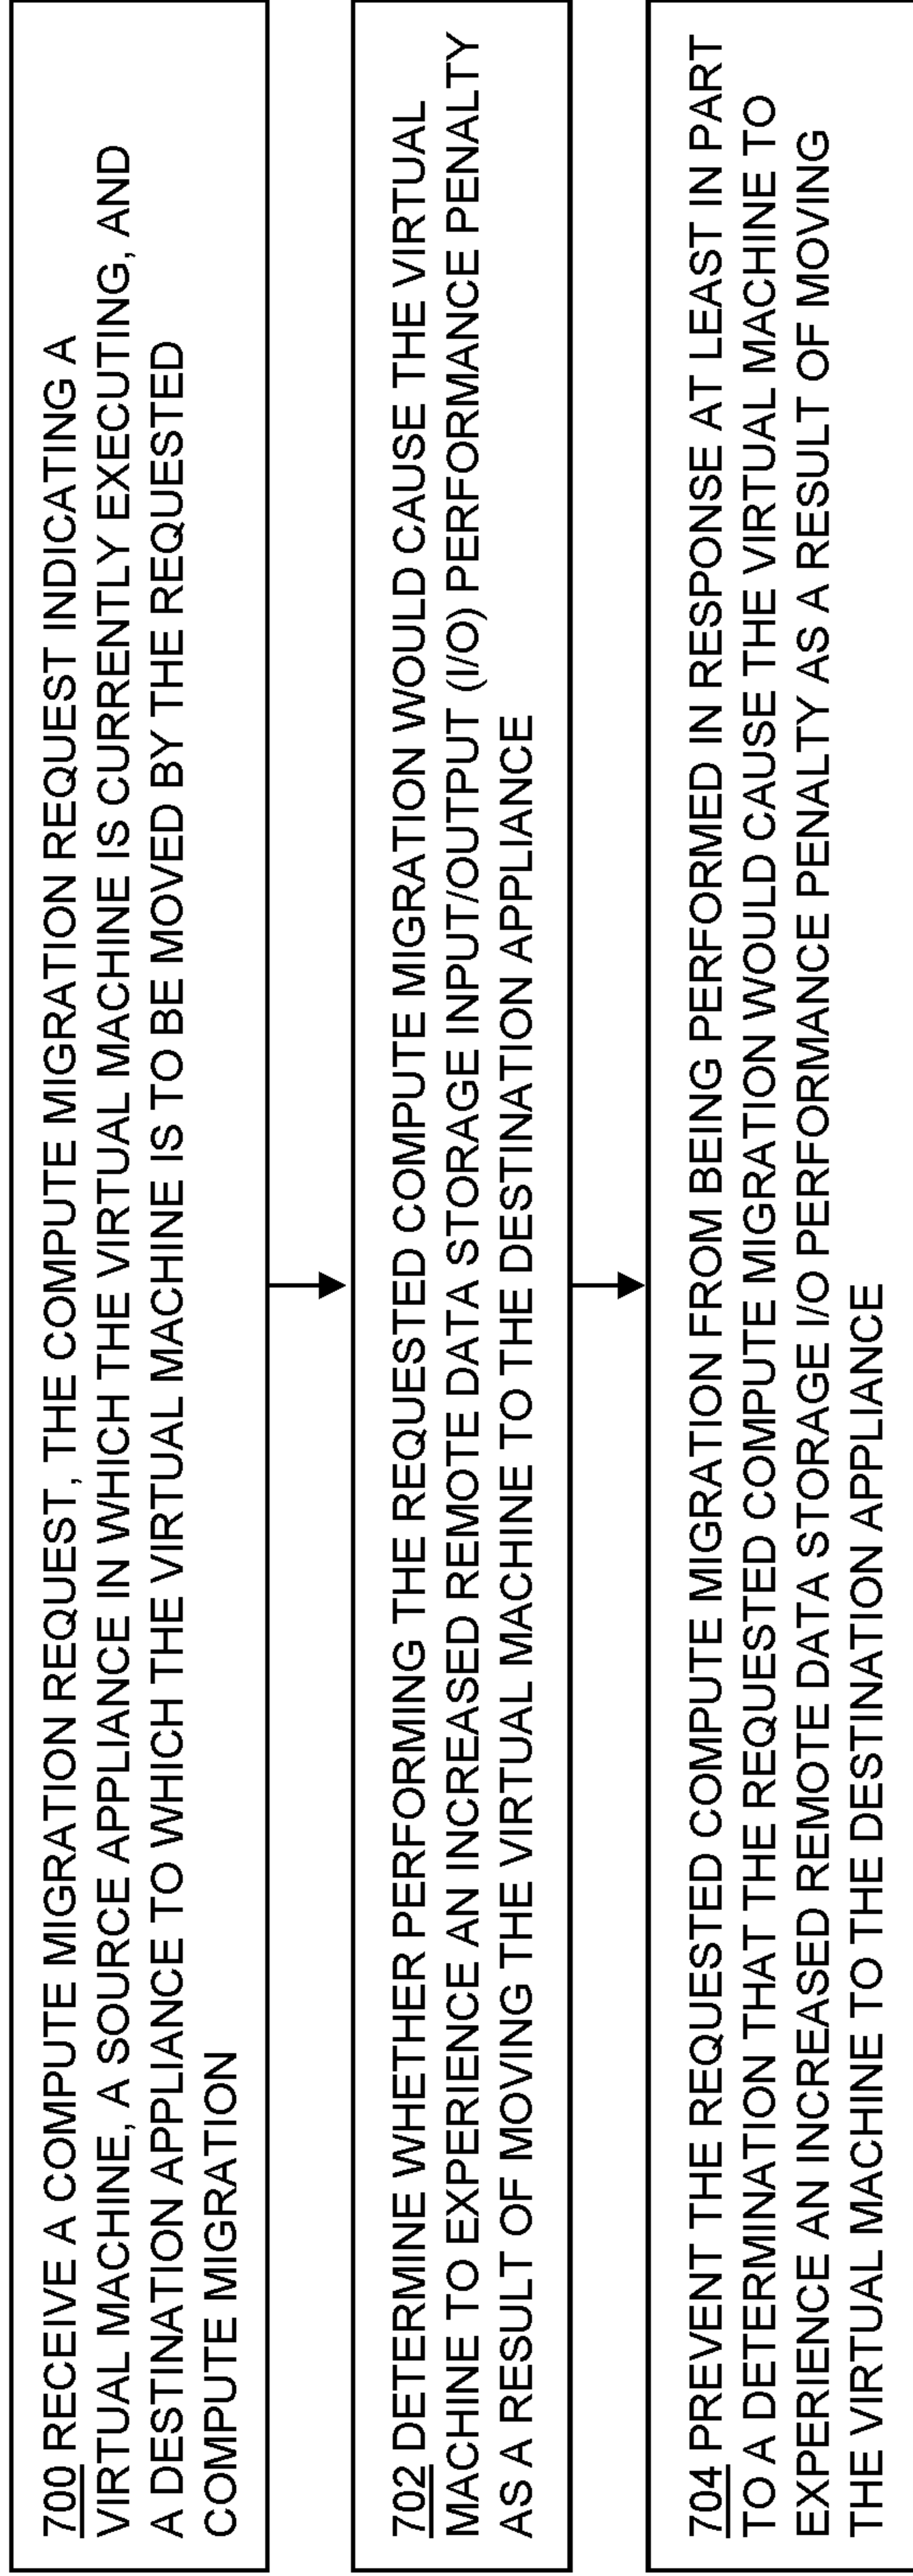 700 RECEIVE A COMPUTE MIGRATION REQUEST, THE COMPUTE MIGRATION REQUEST INDICATING A
VIRTUAL MACHINE, A SOURCE APPLIANCE IN WHICH THE VIRTUAL MACHINE IS CURRENTLY EXECUTING, AND
A DESTINATION APPLIANCE TO WHICH THE VIRTUAL MACHINE IS TO BE MOVED BY THE REQUESTED
COMPUTE MIGRATION
702 DETERMINE WHETHER PERFORMING THE REQUESTED COMPUTE MIGRATION WOULD CAUSE THE VIRTUAL
MACHINE TO EXPERIENCE AN INCREASED REMOTE DATA STORAGE INPUT/OUTPUT (I/O) PERFORMANCE PENALTY
AS A RESULT OF MOVING THE VIRTUAL MACHINE TO THE DESTINATION APPLIANCE
704 PREVENT THE REQUESTED COMPUTE MIGRATION FROM BEING PERFORMED IN RESPONSE AT LEAST IN PART
TO A DETERMINATION THAT THE REQUESTED COMPUTE MIGRATION WOULD CAUSE THE VIRTUAL MACHINE TO
EXPERIENCE AN INCREASED REMOTE DATA STORAGE I/O PERFORMANCE PENALTY AS A RESULT OF MOVING
THE VIRTUAL MACHINE TO THE DESTINATION APPLIANCE